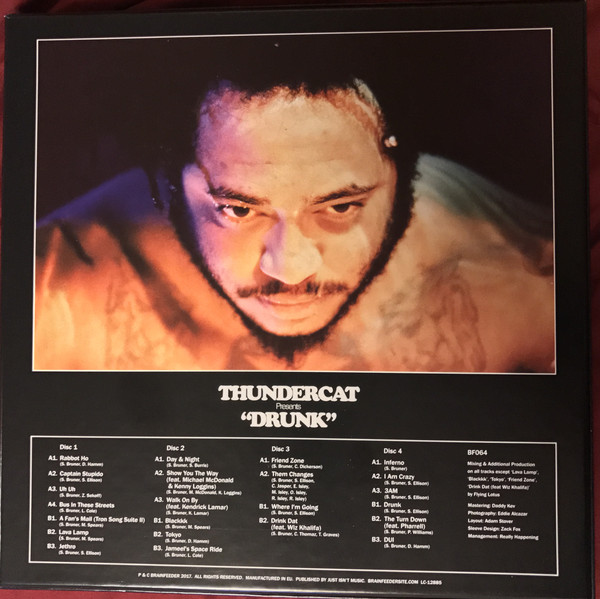 THUNDERCAT
Presents
“DRUNK”
Disc 1
A1. Rabbot Ho
(S. Bruner, D. Hamm)
A2. Captain Stupido
(S. Bruner, S. Ellison)
A3. Uh Uh
(S. Bruner, Z. Setoff)
A4. Bus In These Streets
(S. Bruner, L. Cole)
B1. A Fan's Mail (Tron Song Suite II)
(S. Bruner, M. Spears)
B2. Lava Lamp
(S. Bruner, M. Spears)
B3. Jethro
(S. Bruner, S. Ellison)
Disc 2
A1. Day & Night
(S. Bruner, S. Burris)
A2. Show You The Way
(feat. Michael McDonald
& Kenny Loggins)
(S. Bruner, M. McDonald, K. Loggins)
A3. Walk On By
(feat. Kendrick Lamar)
(S. Bruner, K. Lamar)
B1. Blackkk
(S. Bruner, M. Spears)
B2. Tokyo
(S. Bruner, D. Hamm)
B3. Jameel's Space Ride
(S. Bruner, L. Cole)
Disc 3
A1. Friend Zone
(S. Bruner, C. Dickerson)
A2. Them Changes
(S. Bruner, S. Ellison,
C. Jasper, E. Isley,
M. Isley, O. Isley,
R. Isley, R. Isley)
B1. Where I'm Going
(S. Bruner, S. Ellison)
B2. Drink Dat
(feat. Wiz Khalifa)
(S. Bruner, C. Thomaz, T. Graves)
Disc 4
A1. Inferno
(S. Bruner)
A2. I Am Crazy
(S. Bruner, S. Ellison)
A3. 3AM
(S. Bruner, S. Ellison)
B1. Drunk
(S. Bruner, S. Ellison)
B2. The Turn Down
(feat. Pharrell)
(S. Bruner, P. Williams)
B3. DUI
(S. Bruner, D. Hamm)
BF064
Mixing & Additional Production
on all tracks except 'Lava Lamp',
'Blackkk', 'Tokyo', 'Friend Zone',
'Drink Dat (feat Wiz Khalifa)'
by Flying Lotus
Mastering: Daddy Kev
Photography: Eddie Alcazar
Layout: Adam Stover
Sleeve Design: Zack Fox
Management: Really Happening
P & C BRAINFEEDER 2017. ALL RIGHTS RESERVED. MANUFACTURED IN EU. PUBLISHED BY JUST ISN'T MUSIC. BRAINFEEDERSITE.COM LC-12885